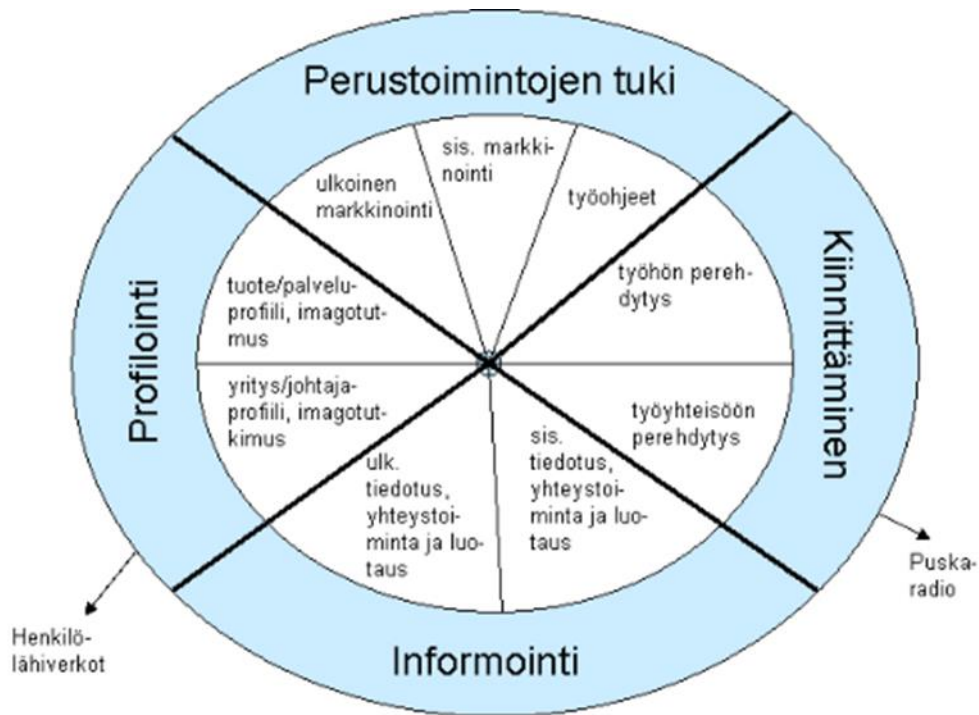 Perustoimintojen tuki
sis. markki-
nointi
ulkoinen
markkinointi
työohjeet
työhön pereh-
dytys
tuote/palvelu-
profiili, imagotut-
mus
Profilointi
Kiinnittäminen
yritys/johtaja-
profiili, imagotut-
kimus
työyhteisöön
perehdytys
ulk.
tiedotus,
yhteystoi-
minta ja luo-
taus
sis.
tiedotus,
yhteystoi-
minta ja luo-
taus
Puska-
radio
Henkilö-
lähiverkot
Informointi